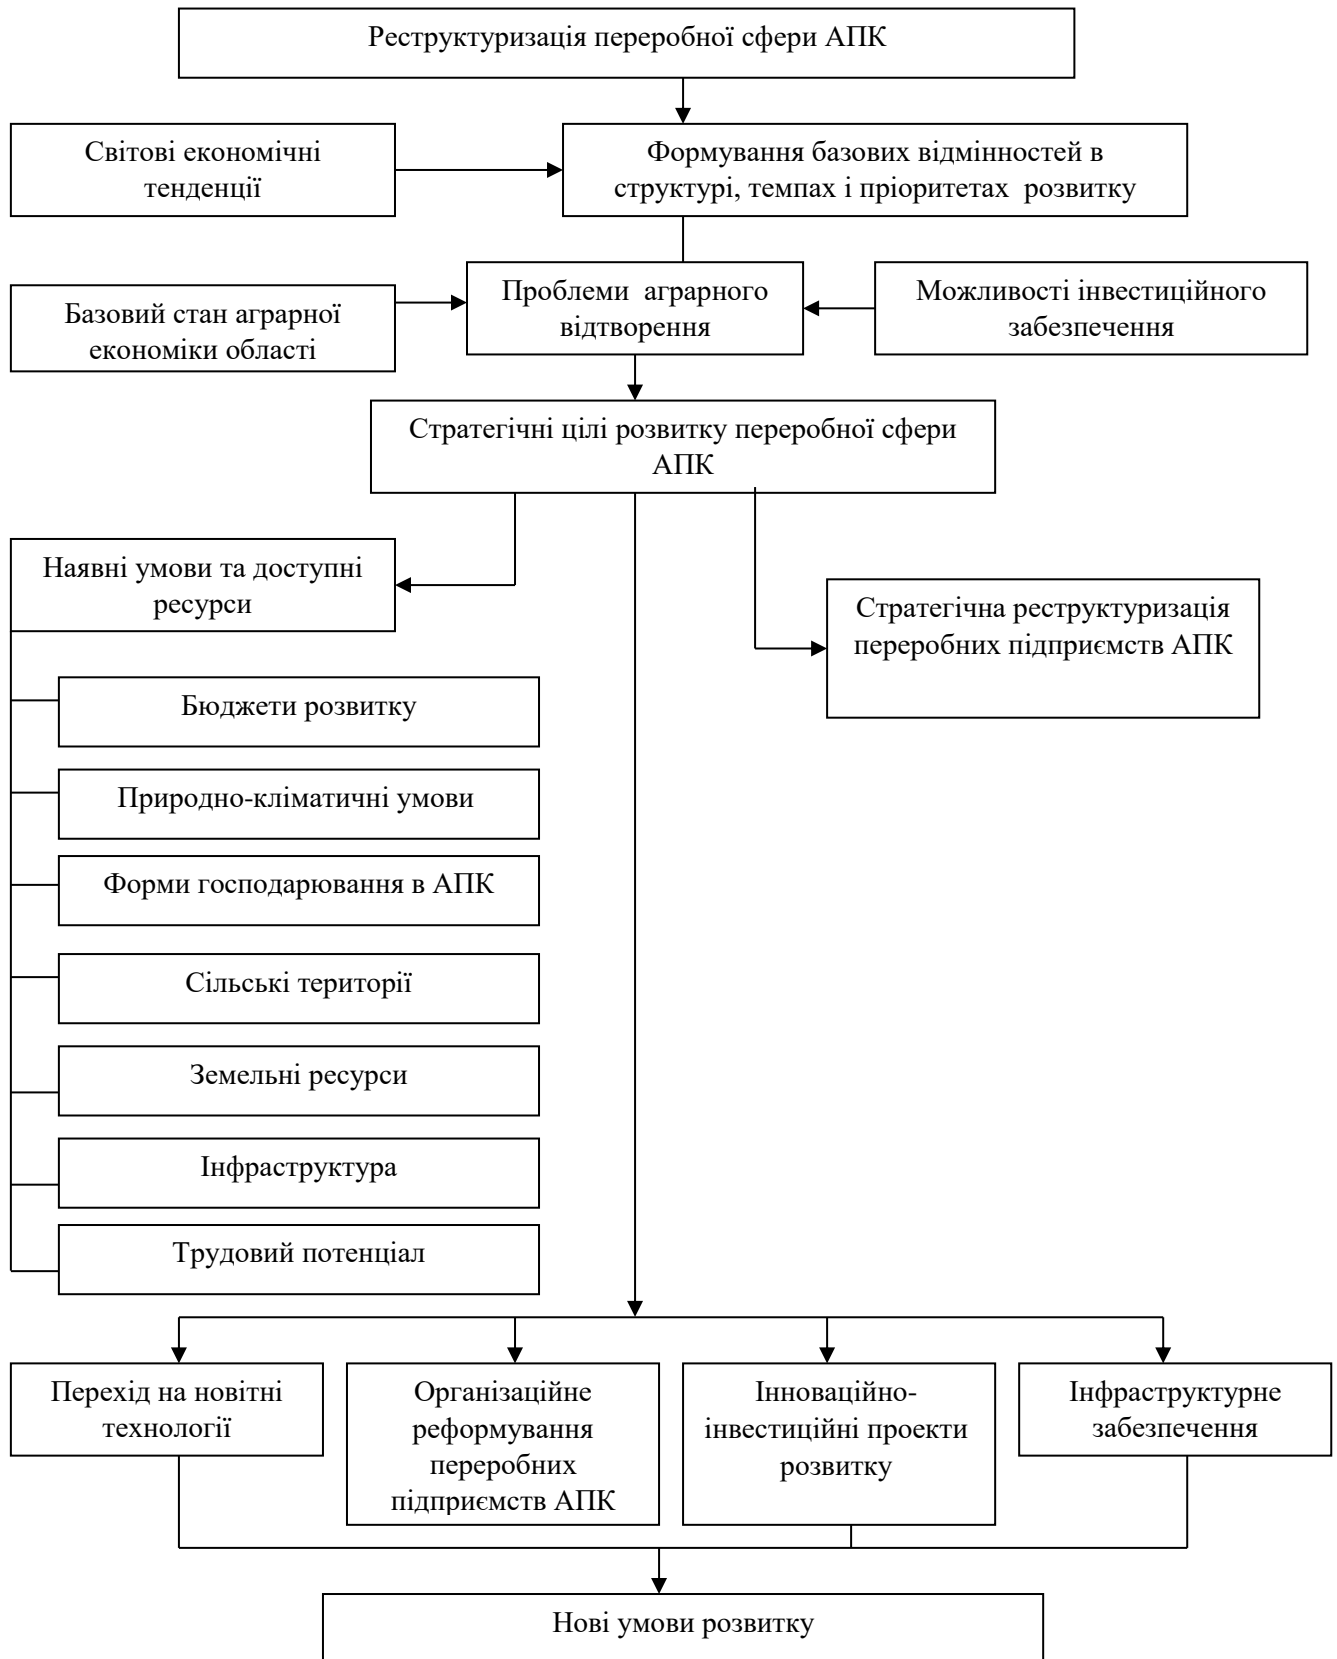 Реструктуризація переробної сфери АПК
Світові економічні
тенденції
Формування базових відмінностей в
структурі, темпах і пріоритетах розвитку
Базовий стан аграрної
економіки області
Проблеми аграрного
відтворення
Можливості інвестиційного
забезпечення
Стратегічні цілі розвитку переробної сфери
АПК
Наявні умови та доступні
ресурси
Стратегічна реструктуризація
переробних підприємств АПК
Бюджети розвитку
Природно-кліматичні умови
Форми господарювання в АПК
Сільські території
Земельні ресурси
Інфраструктура
Трудовий потенціал
Перехід на новітні
технології
Організаційне
реформування
переробних
підприємств АПК
Інноваційно-
інвестиційні проекти
розвитку
Інфраструктурне
забезпечення
Нові умови розвитку